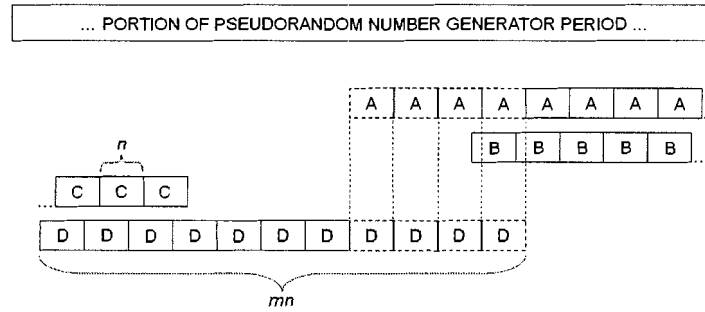 ... PORTION OF PSEUDORANDOM NUMBER GENERATOR PERIOD ...
A A A A A A A A
n
B B B B B ...
... C C C
D D D D D D D D D D D
mn